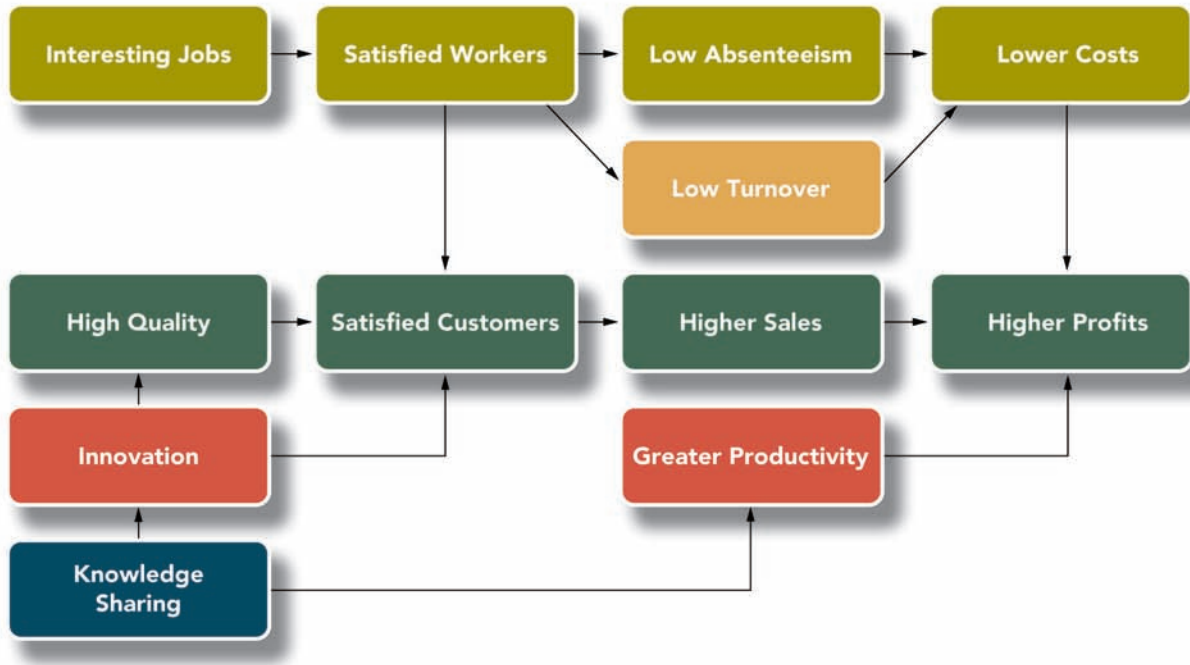 Interesting Jobs
Satisfied Workers
Low Absenteeism
Lower Costs
Low Turnover
High Quality
Satisfied Customers
Higher Sales
Higher Profits
Innovation
Greater Productivity
Knowledge
Sharing